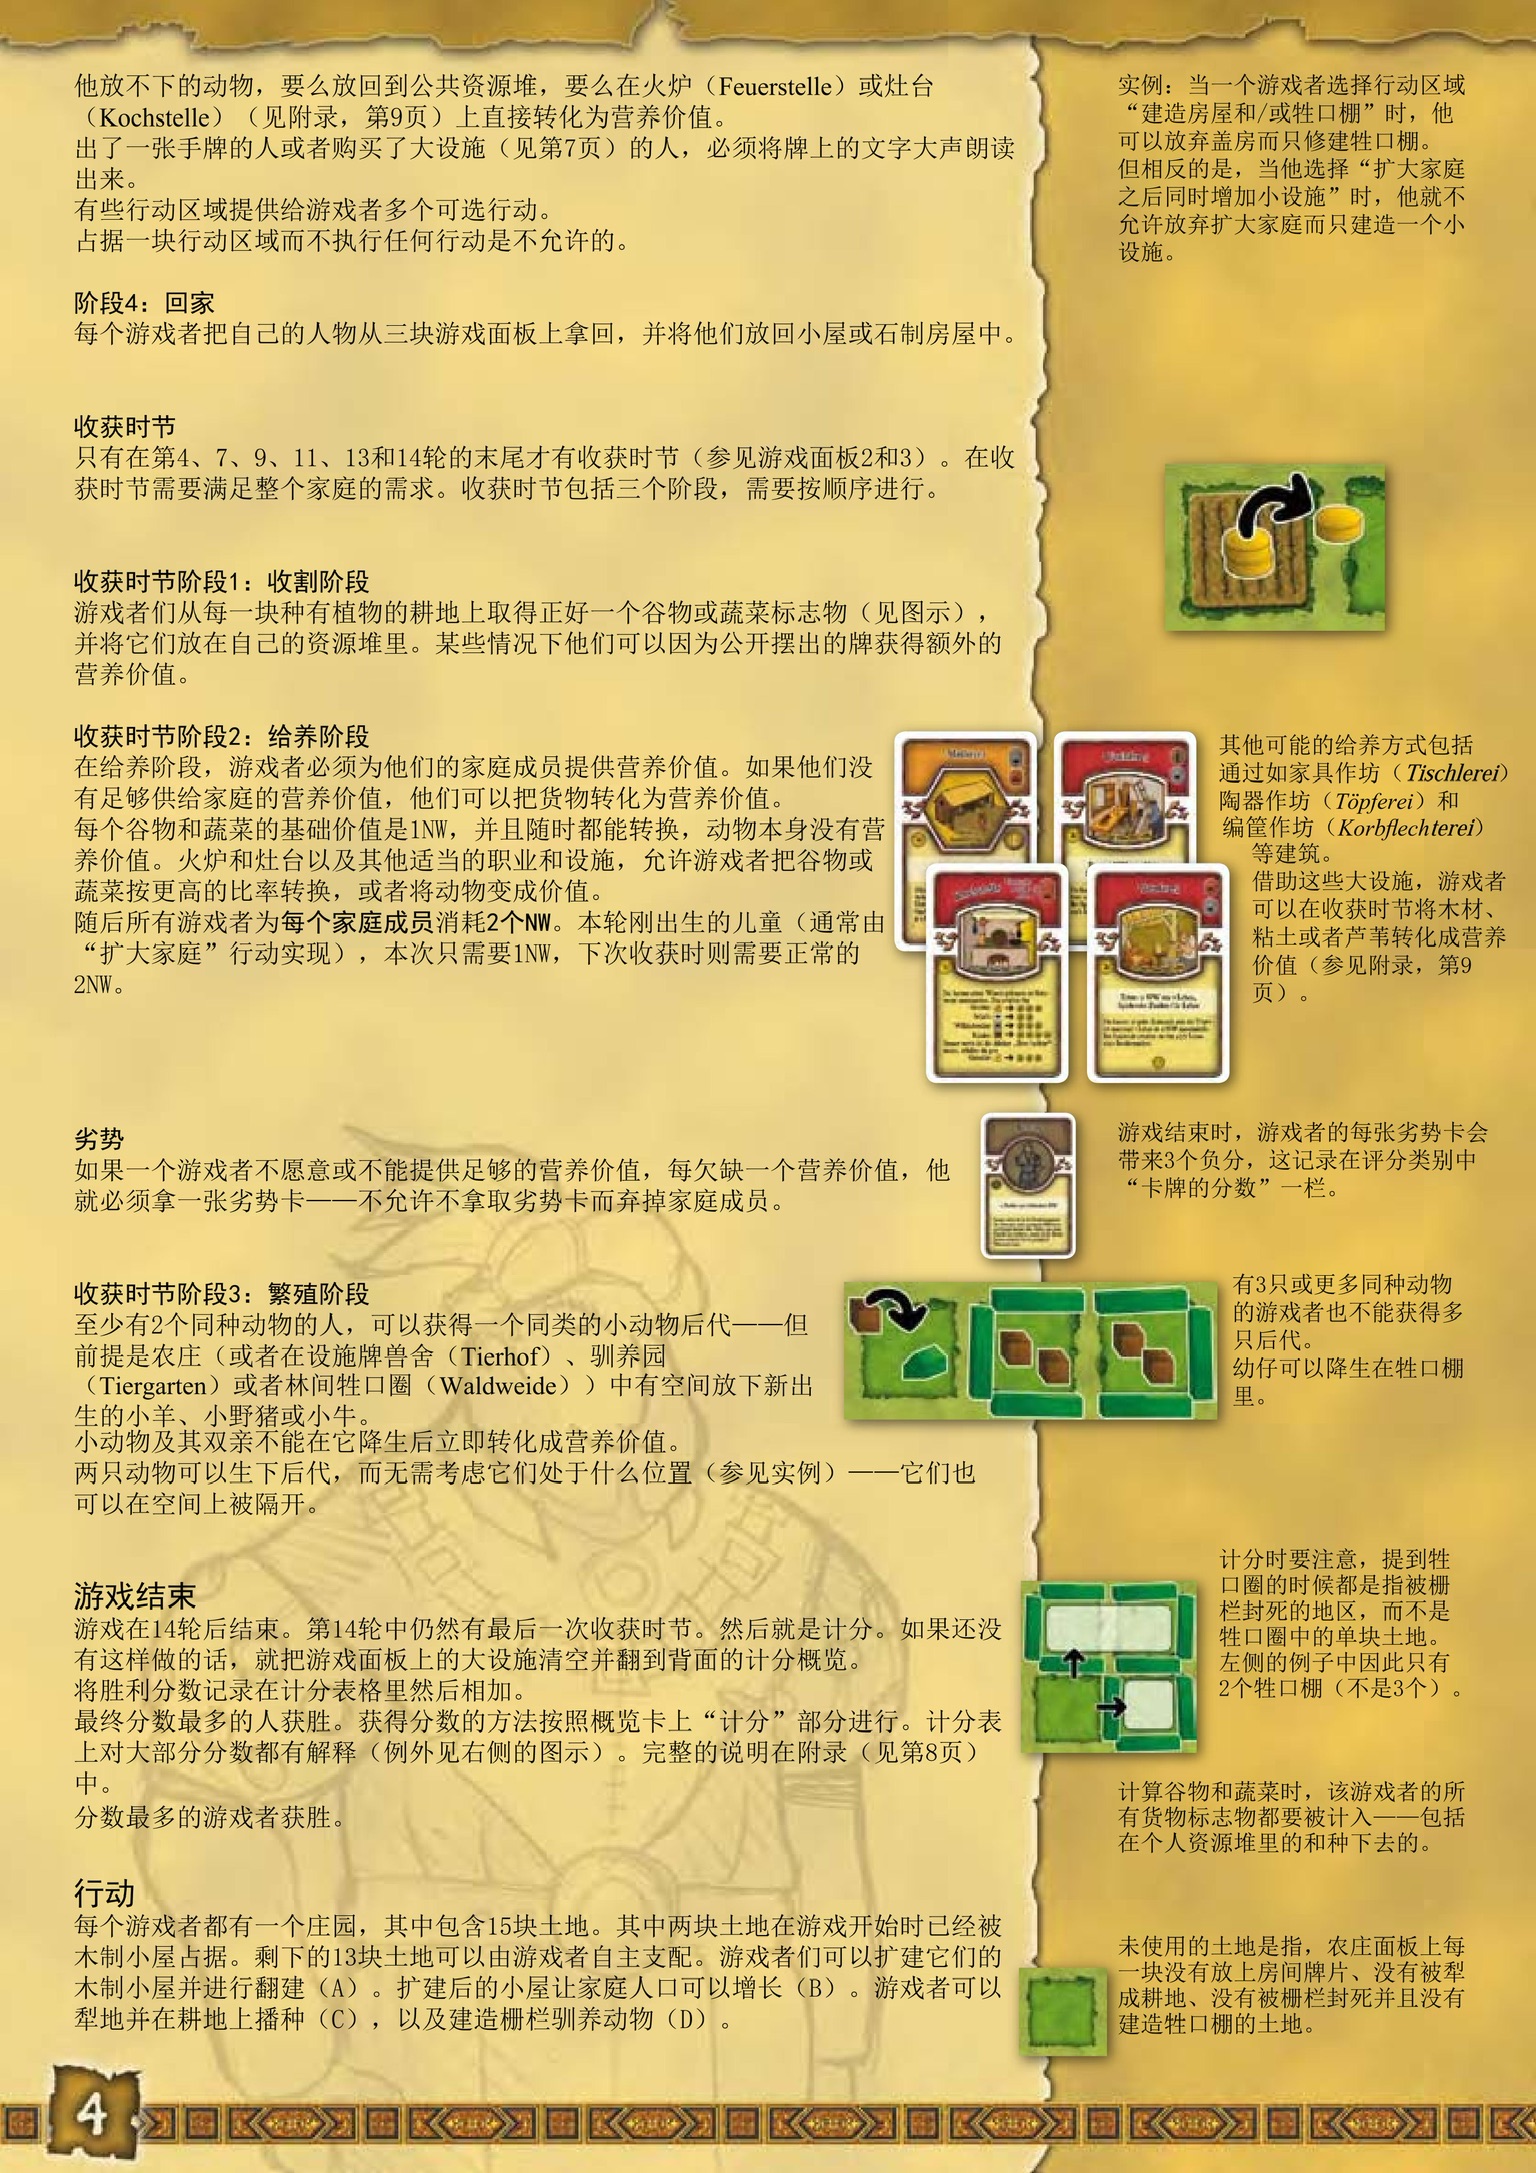 他放不下的动物，要么放回到公共资源堆，要么在火炉（Feuerstelle）或灶台
（Kochstelle）（见附录，第9页）上直接转化为营养价值。
出了一张手牌的人或者购买了大设施（见第7页）的人，必须将牌上的文字大声朗读
出来。
有些行动区域提供给游戏者多个可选行动。
占据一块行动区域而不执行任何行动是不允许的。
实例：当一个游戏者选择行动区域
“建造房屋和/或牲口棚”时，他
可以放弃盖房而只修建牲口棚。
但相反的是，当他选择“扩大家庭
之后同时增加小设施”时，他就不
允许放弃扩大家庭而只建造一个小
设施。
阶段4：回家
每个游戏者把自己的人物从三块游戏面板上拿回，并将他们放回小屋或石制房屋中。
收获时节
只有在第4、7、9、11、13和14轮的末尾才有收获时节（参见游戏面板2和3）。在收
获时节需要满足整个家庭的需求。收获时节包括三个阶段，需要按顺序进行。
收获时节阶段1：收割阶段
游戏者们从每一块种有植物的耕地上取得正好一个谷物或蔬菜标志物（见图示），
并将它们放在自己的资源堆里。某些情况下他们可以因为公开摆出的牌获得额外的
营养价值。
收获时节阶段2：给养阶段
在给养阶段，游戏者必须为他们的家庭成员提供营养价值。如果他们没
有足够供给家庭的营养价值，他们可以把货物转化为营养价值。
每个谷物和蔬菜的基础价值是1NW，并且随时都能转换，动物本身没有营
养价值。火炉和灶台以及其他适当的职业和设施，允许游戏者把谷物或
蔬菜按更高的比率转换，或者将动物变成价值。
随后所有游戏者为每个家庭成员消耗2个NW。本轮刚出生的儿童（通常由
“扩大家庭”行动实现），本次只需要1NW，下次收获时则需要正常的
2NW。
其他可能的给养方式包括
通过如家具作坊（Tischlerei）
陶器作坊（Töpferei）和
编筐作坊（Korbflechterei）
等建筑。
借助这些大设施，游戏者
可以在收获时节将木材、
粘土或者芦苇转化成营养
价值（参见附录，第9
页）。
劣势
如果一个游戏者不愿意或不能提供足够的营养价值，每欠缺一个营养价值，他
就必须拿一张劣势卡——不允许不拿取劣势卡而弃掉家庭成员。
游戏结束时，游戏者的每张劣势卡会
带来3个负分，这记录在评分类别中
“卡牌的分数”一栏。
收获时节阶段3：繁殖阶段
至少有2个同种动物的人，可以获得一个同类的小动物后代——但
前提是农庄（或者在设施牌兽舍（Tierhof）、驯养园
（Tiergarten）或者林间牲口圈（Waldweide））中有空间放下新出
生的小羊、小野猪或小牛。
小动物及其双亲不能在它降生后立即转化成营养价值。
两只动物可以生下后代，而无需考虑它们处于什么位置（参见实例）——它们也
可以在空间上被隔开。
有3只或更多同种动物
的游戏者也不能获得多
只后代。
幼仔可以降生在牲口棚
里。
游戏结束
游戏在14轮后结束。第14轮中仍然有最后一次收获时节。然后就是计分。如果还没
有这样做的话，就把游戏面板上的大设施清空并翻到背面的计分概览。
将胜利分数记录在计分表格里然后相加。
最终分数最多的人获胜。获得分数的方法按照概览卡上“计分”部分进行。计分表
上对大部分分数都有解释（例外见右侧的图示）。完整的说明在附录（见第8页）
中。
分数最多的游戏者获胜。
计分时要注意，提到牲
口圈的时候都是指被栅
栏封死的地区，而不是
牲口圈中的单块土地。
左侧的例子中因此只有
2个牲口棚（不是3个）。
计算谷物和蔬菜时，该游戏者的所
有货物标志物都要被计入——包括
在个人资源堆里的和种下去的。
行动
每个游戏者都有一个庄园，其中包含15块土地。其中两块土地在游戏开始时已经被
木制小屋占据。剩下的13块土地可以由游戏者自主支配。游戏者们可以扩建它们的
木制小屋并进行翻建（A）。扩建后的小屋让家庭人口可以增长（B）。游戏者可以
犁地并在耕地上播种（C），以及建造栅栏驯养动物（D）。
未使用的土地是指，农庄面板上每
一块没有放上房间牌片、没有被犁
成耕地、没有被栅栏封死并且没有
建造牲口棚的土地。
4